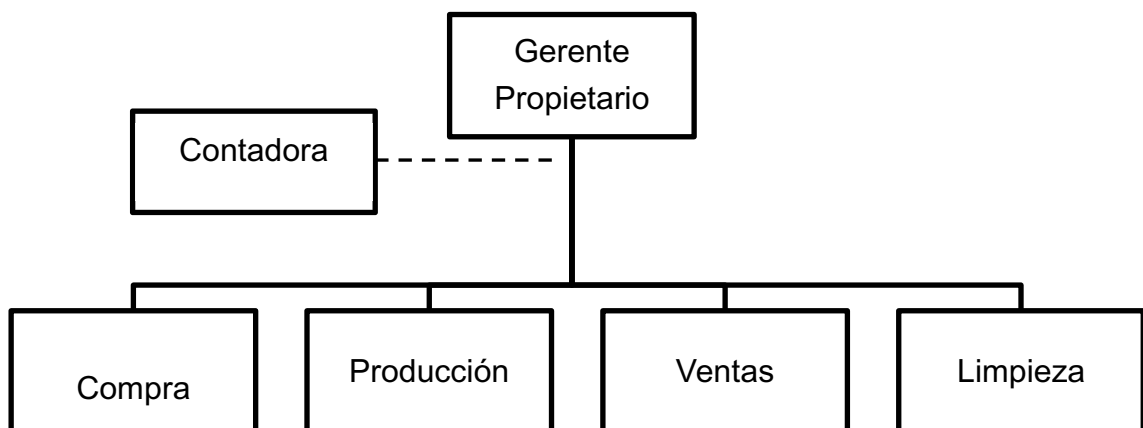 Gerente
Propietario
Contadora
Compra
Producción
Ventas
Limpieza